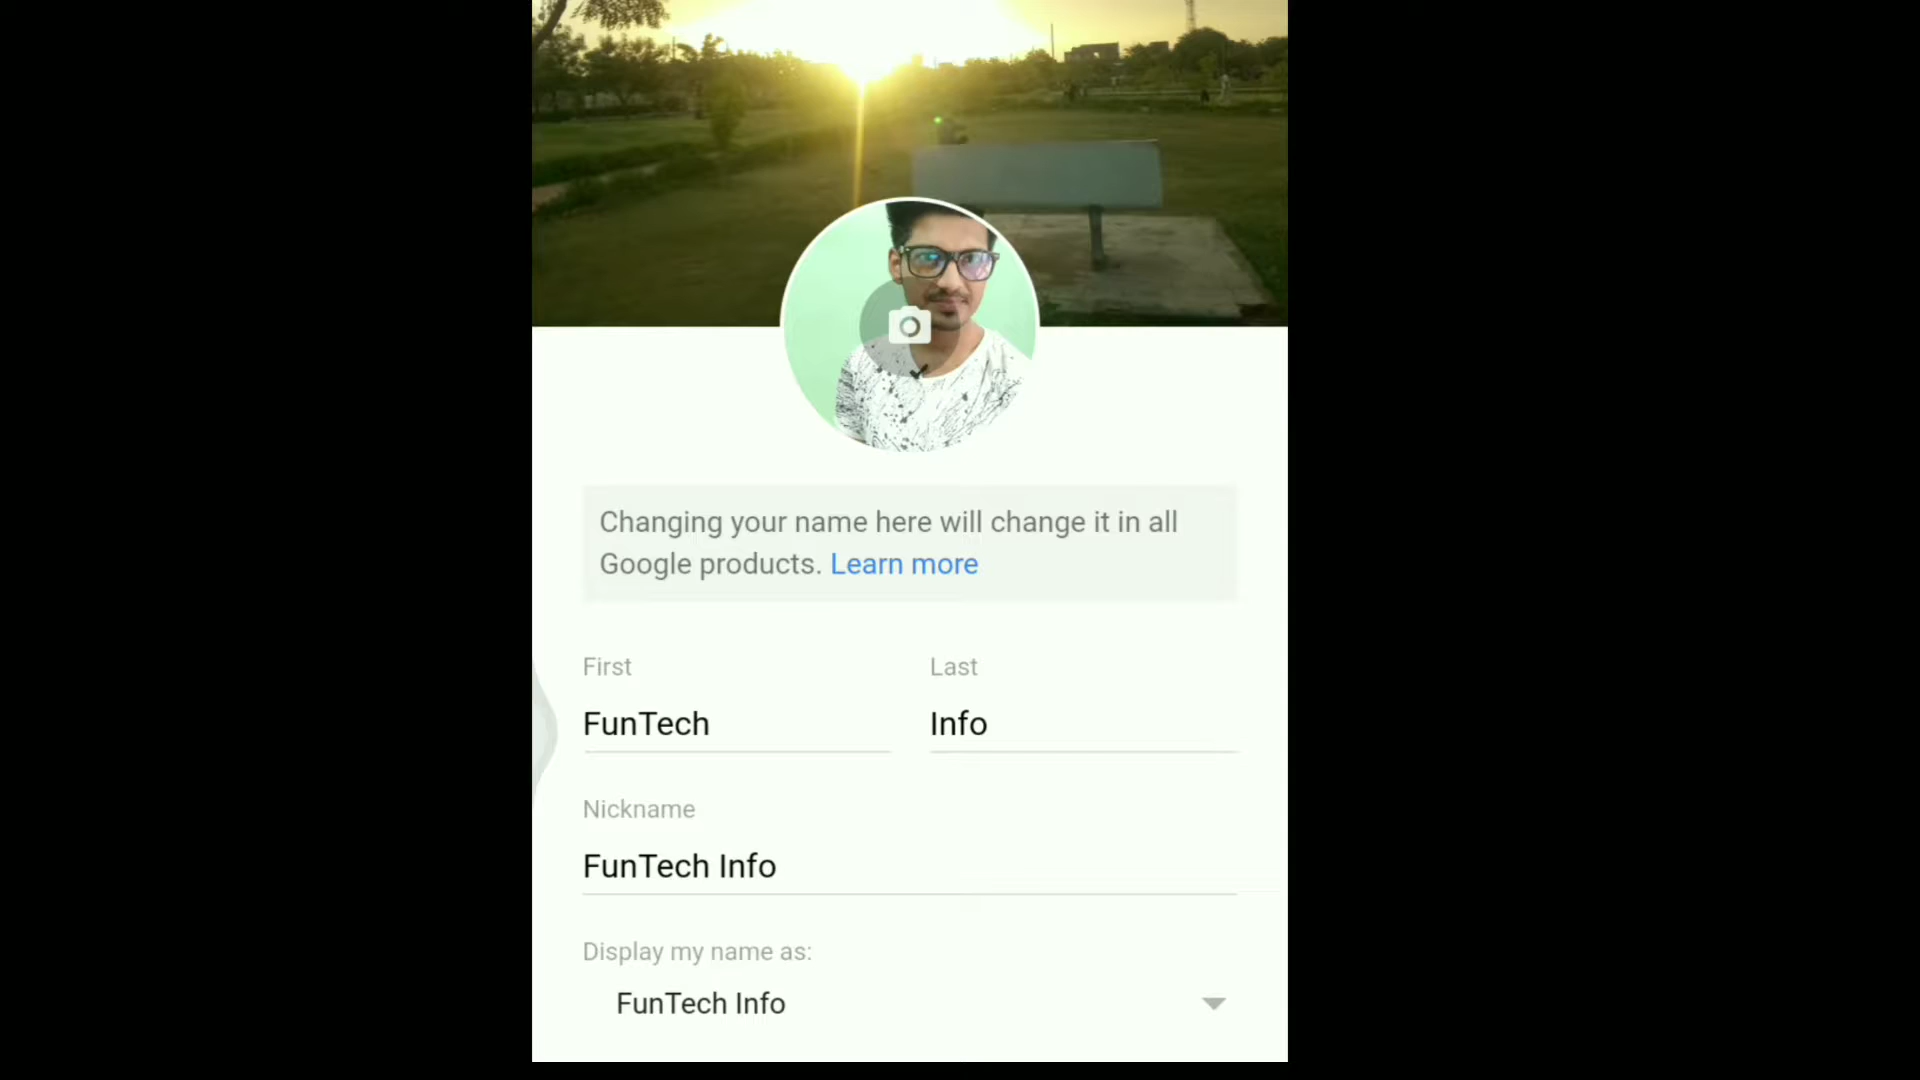 Changing your name here will change it in all
Google products. Learn more
First
Last
FunTech
Info
Nickname
FunTech Info
Display my name as:
FunTech Info